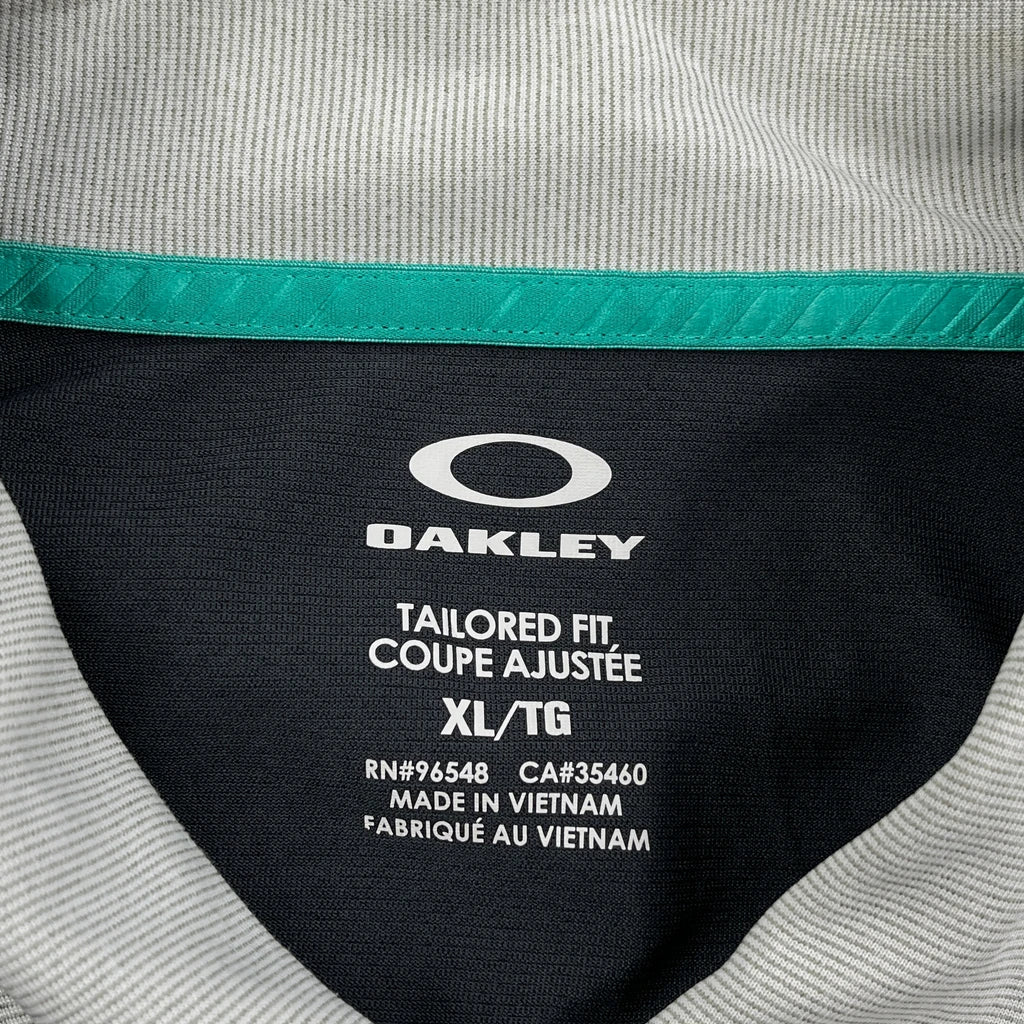 OAKLEY
TAILORED FIT
COUPE AJUSTÉE
XL/TG
RN#96548 CA#35460
MADE IN VIETNAM
FABRIQUÉ AU VIETNAM